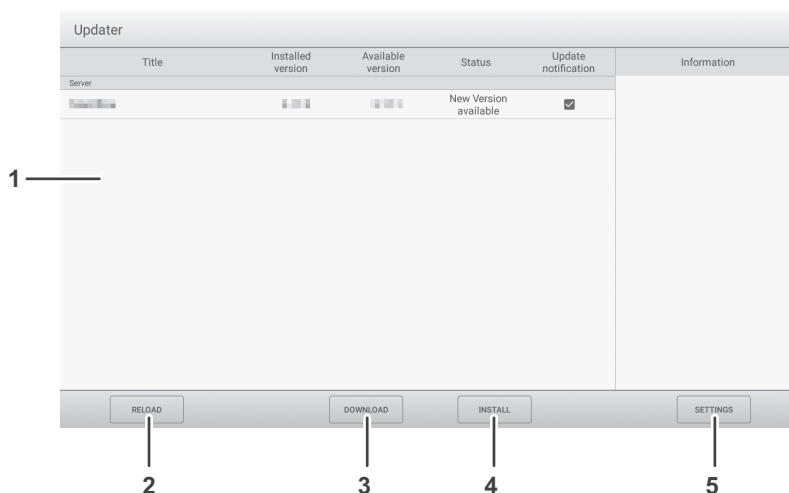 Updater
Title
Installed version
Available version
Status
Update notification
Information
Server
New Version available
1
RELOAD
DOWNLOAD
INSTALL
SETTINGS
2
3
4
5